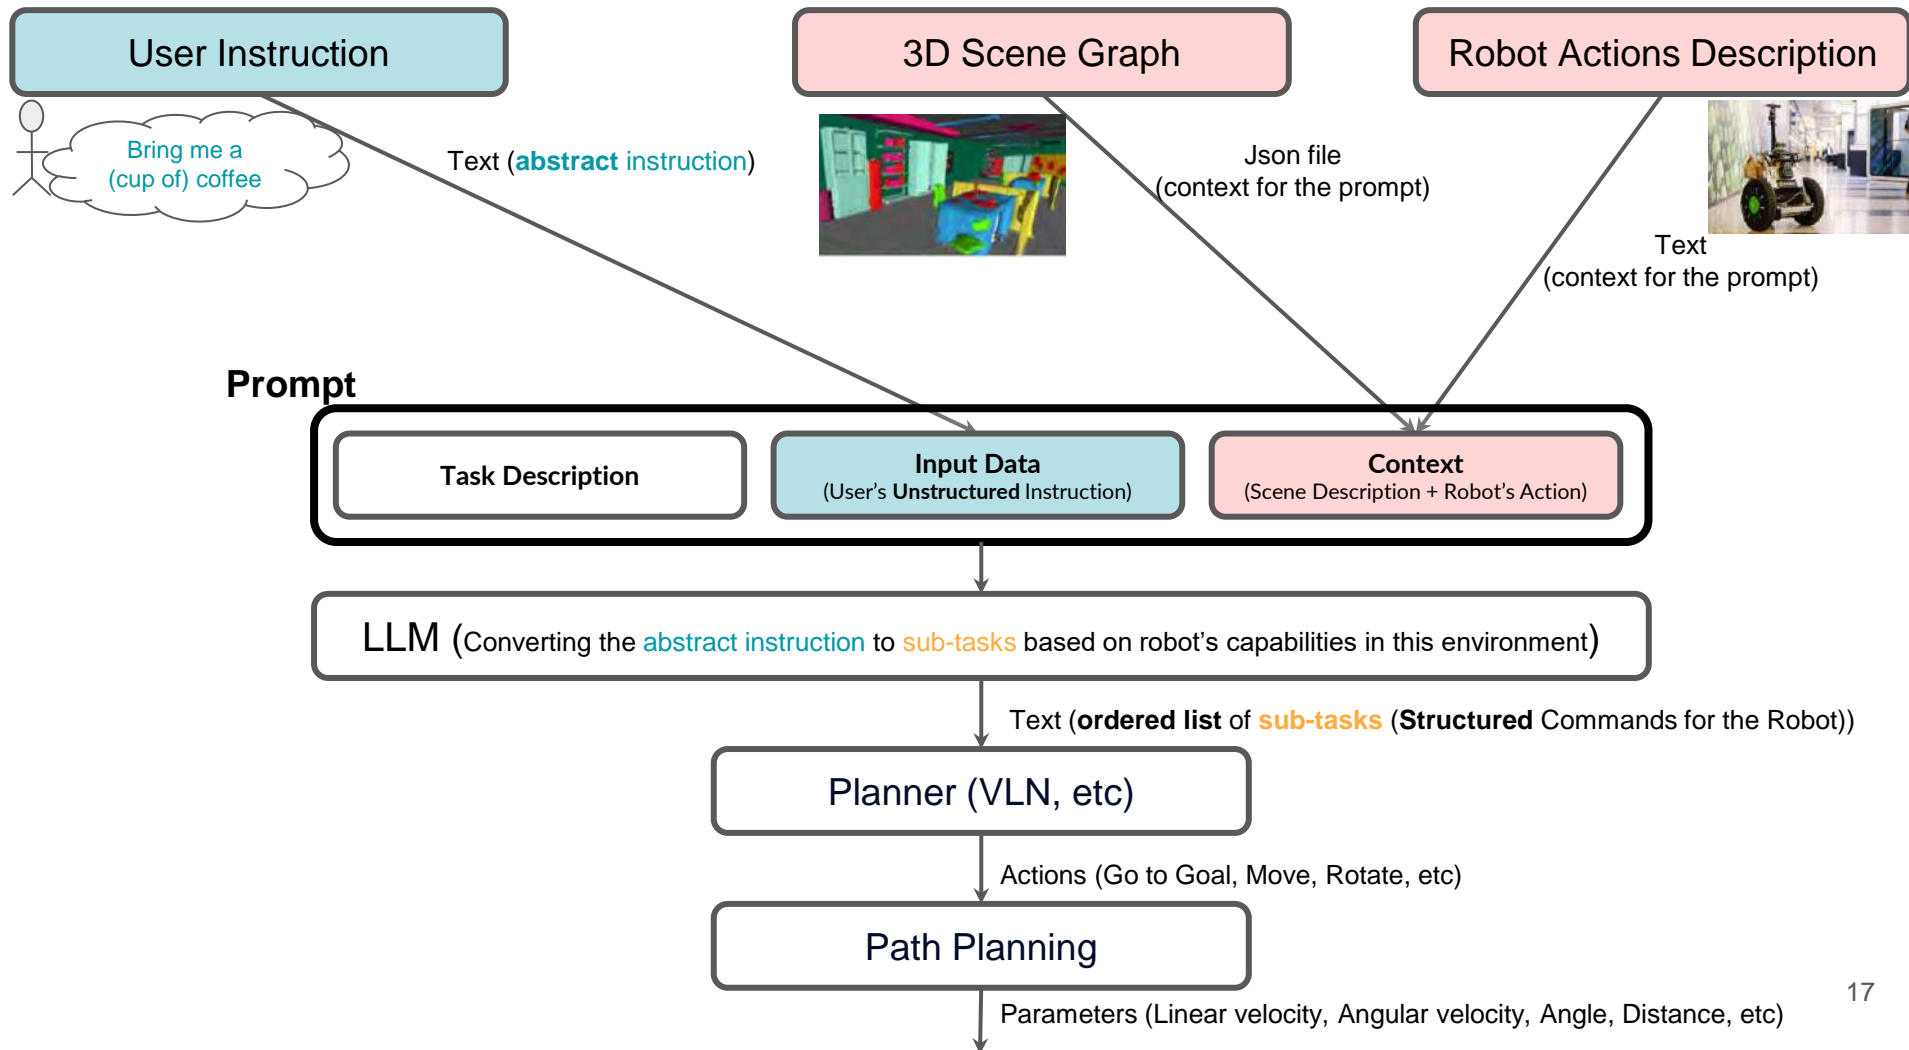 User Instruction
3D Scene Graph
Robot Actions Description
Bring me a
(cup of) coffee
Text (abstract instruction)
Json file
(context for the prompt)
Text
(context for the prompt)
Prompt
Task Description
Input Data
(User's Unstructured Instruction)
Context
(Scene Description + Robot's Action)
LLM (Converting the abstract instruction to sub-tasks based on robot's capabilities in this environment)
Text (ordered list of sub-tasks (Structured Commands for the Robot))
Planner (VLN, etc)
Actions (Go to Goal, Move, Rotate, etc)
Path Planning
17
Parameters (Linear velocity, Angular velocity, Angle, Distance, etc)